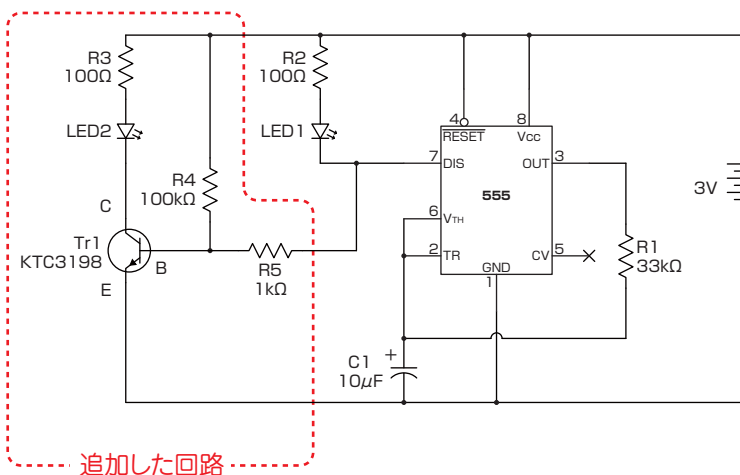 R3
100Ω
LED2
R4
100kΩ
C
Tr1
KTC3198
B
E
R5
1kΩ
R2
100Ω
LED1
4
RESET
8
Vcc
7
DIS
OUT
3
555
6
VTH
2
TR
CV
5
GND
1
R1
33kΩ
3V
C1
+
10μF
追加した回路